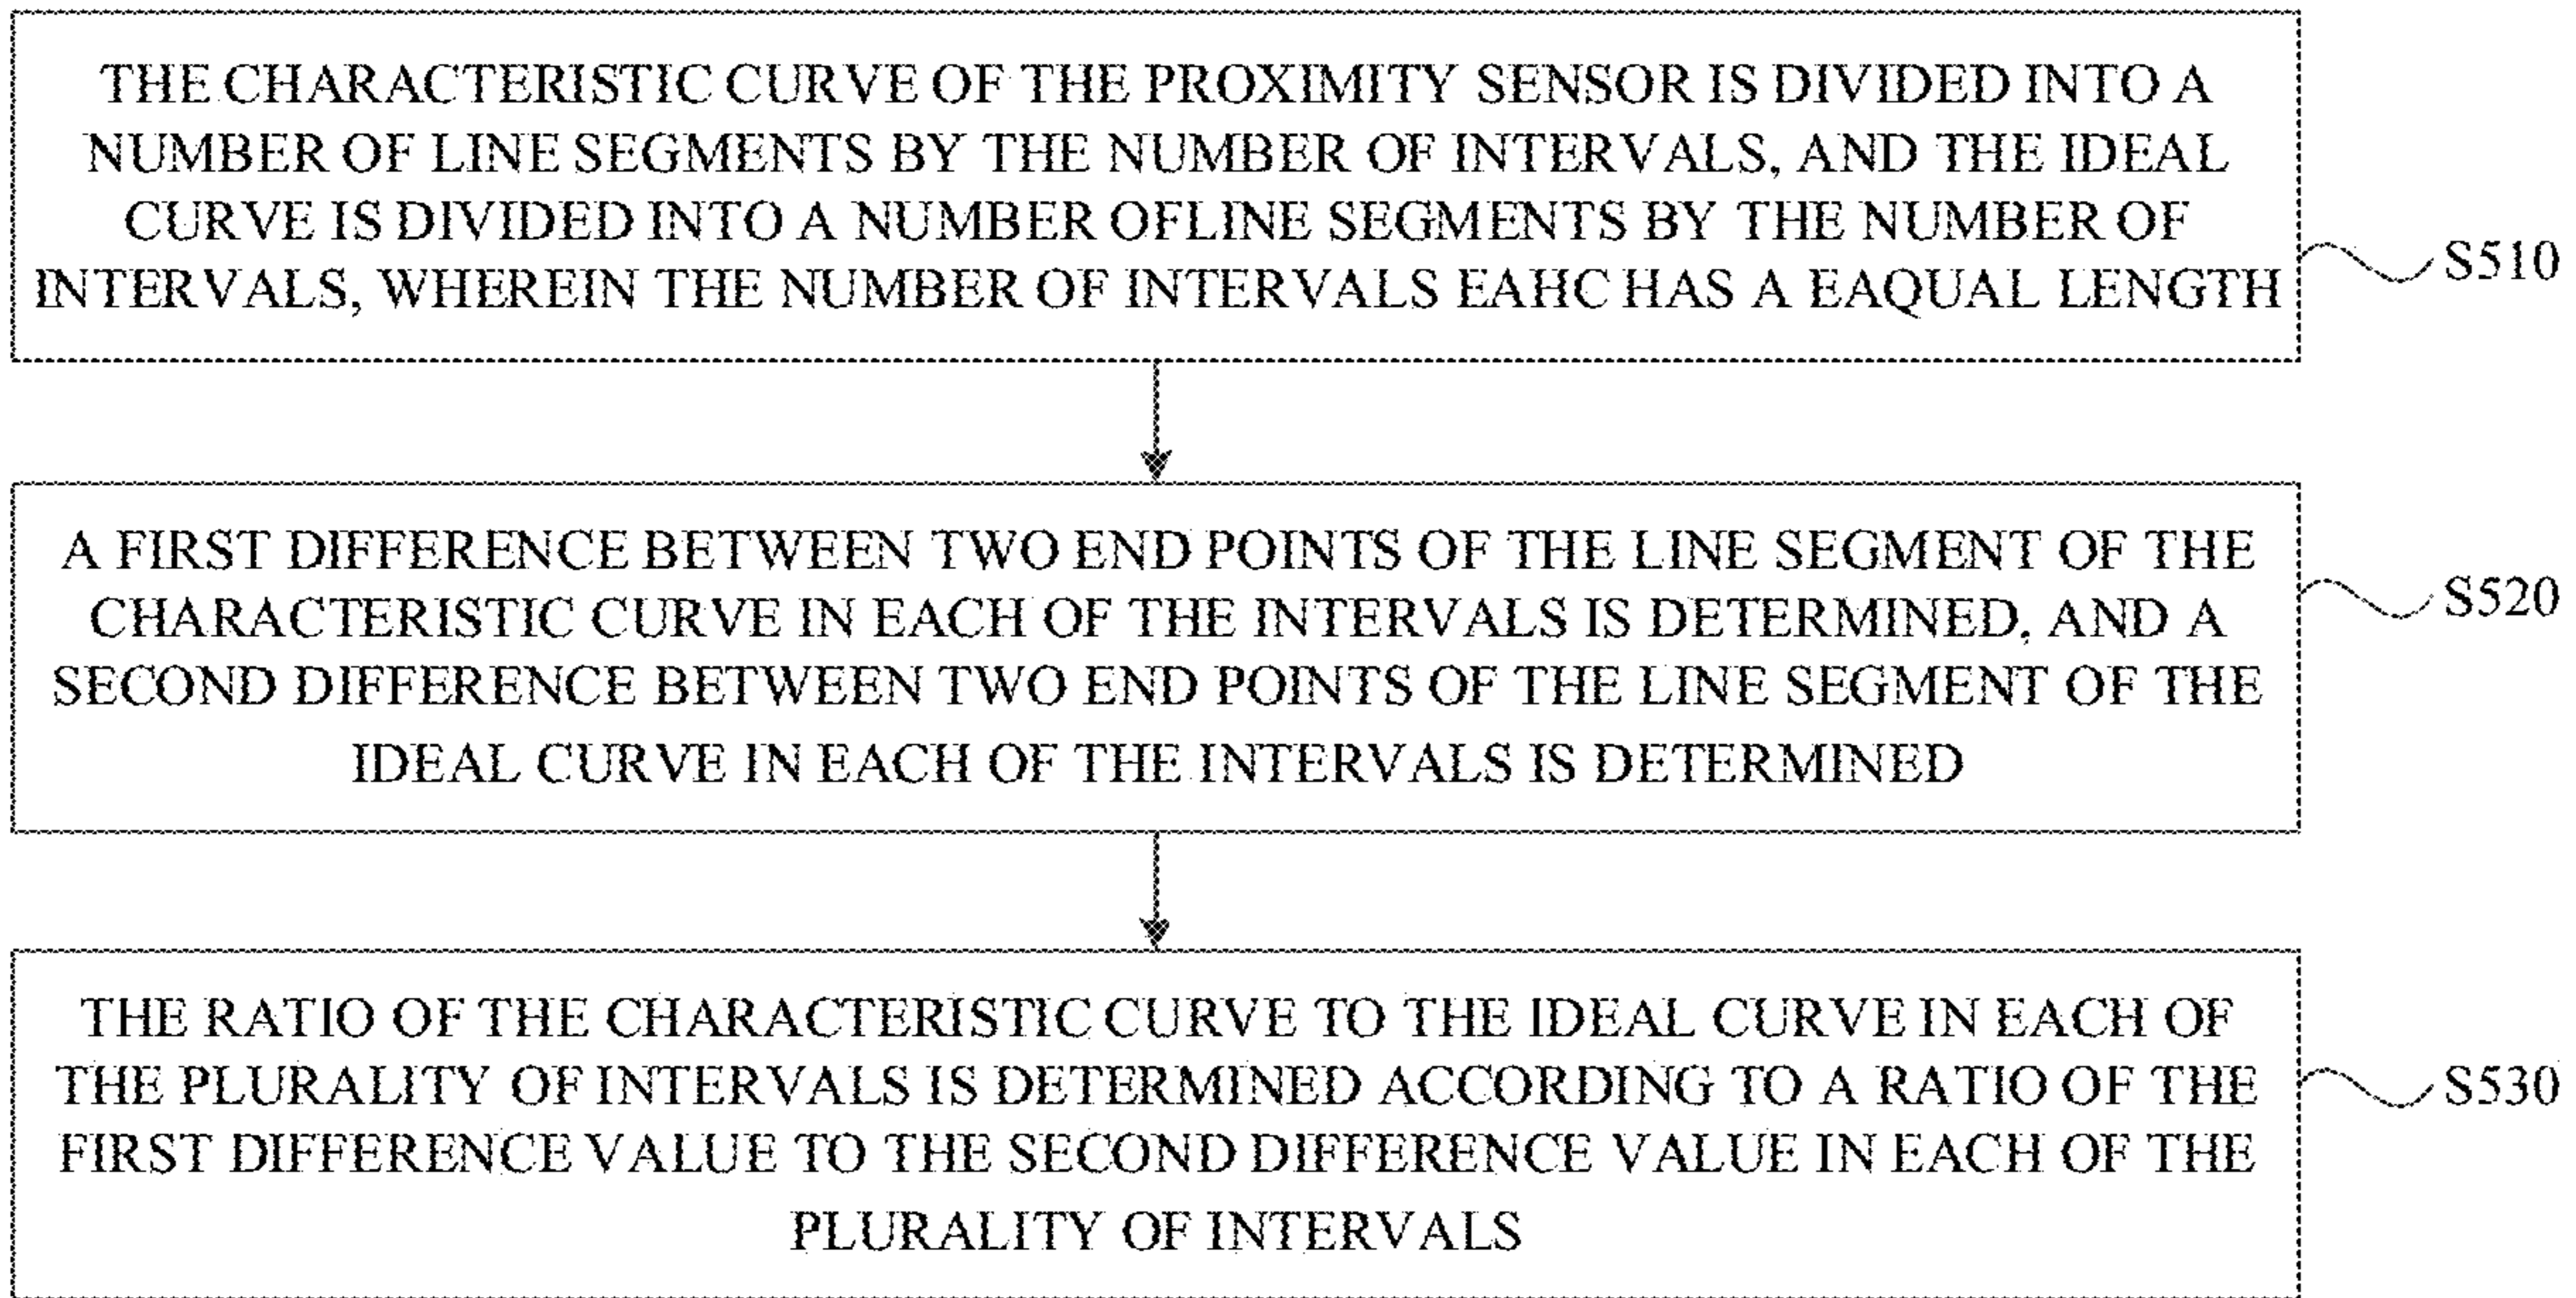 THE CHARACTERISTIC CURVE OF THE PROXIMITY SENSOR IS DIVIDED INTO A
NUMBER OF LINE SEGMENTS BY THE NUMBER OF INTERVALS, AND THE IDEAL
CURVE IS DIVIDED INTO A NUMBER OFLINE SEGMENTS BY THE NUMBER OF
INTERVALS, WHEREIN THE NUMBER OF INTERVALS EAHC HAS A EAQUAL LENGTH
S510
A FIRST DIFFERENCE BETWEEN TWO END POINTS OF THE LINE SEGMENT OF THE
CHARACTERISTIC CURVE IN EACH OF THE INTERVALS IS DETERMINED, AND A
SECOND DIFFERENCE BETWEEN TWO END POINTS OF THE LINE SEGMENT OF THE
IDEAL CURVE IN EACH OF THE INTERVALS IS DETERMINED
S520
THE RATIO OF THE CHARACTERISTIC CURVE TO THE IDEAL CURVE IN EACH OF
THE PLURALITY OF INTERVALS IS DETERMINED ACCORDING TO A RATIO OF THE
FIRST DIFFERENCE VALUE TO THE SECOND DIFFERENCE VALUE IN EACH OF THE
PLURALITY OF INTERVALS
S530